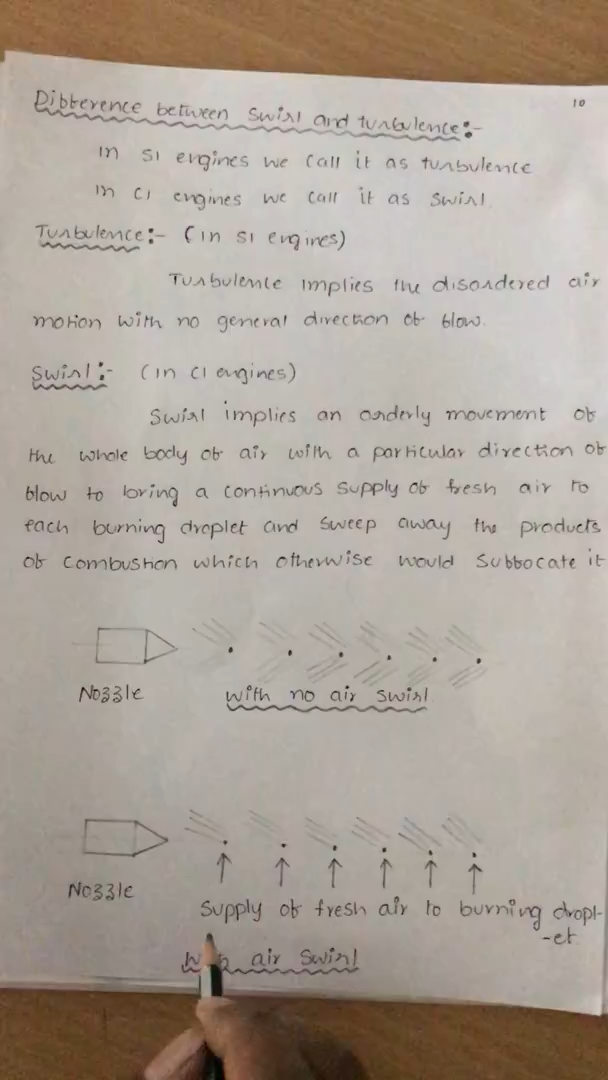 10
Difference between Swirl and turbulence:-
In SI engines we call it as turbulence
In CI engines we call it as swirl.
Turbulence:- (in SI engines)
Turbulence implies the disordered air
motion with no general direction of flow.
Swirl:- (in CI engines)
Swirl implies an orderly movement of
the whole body of air with a particular direction of
flow to bring a continuous supply of fresh air to
each burning droplet and sweep away the products
of combustion which otherwise would suffocate it
Nozzle
with no air swirl
Nozzle
Supply of fresh air to burning dropl-
-et
air swirl